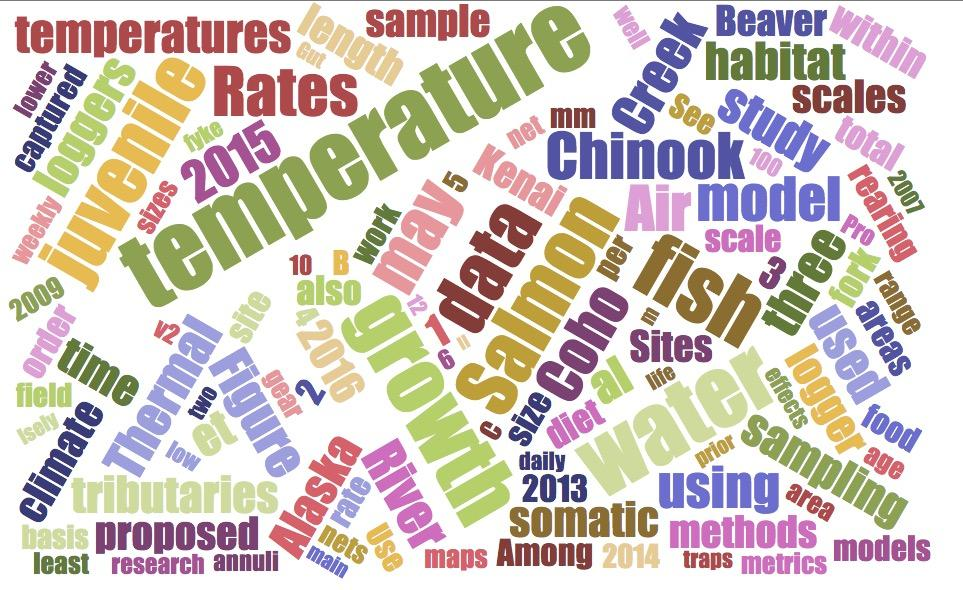 temperatures
length
Gut
sample
temperature
well
Creek
Beaver
within
habitat
scales
lower
captured
loggers
juvenile
Rates
fyke
2015
sizes
weekly
net
mm
see
study
total
Chinook
100
Kenai
5
may
work
Air
model
scale
rearing
2007
Pro
2009
10
B
also
12
data
Salmon
per
fish
3
three
fork
range
order
time
v2
site
4
2016
growth
1
n
6
coho
m
Sites
used
areas
field
Isely
climate
Thermal
two
Figure
gear
2
et
low
c
size
al
diet
life
water
effects
logger
food
age
tributaries
Alaska
rate
River
daily
2013
prior
sampling
using
area
basis
proposed
nets
use
somatic
methods
least
research
annuli
main
maps
Among
2014
traps
metrics
models